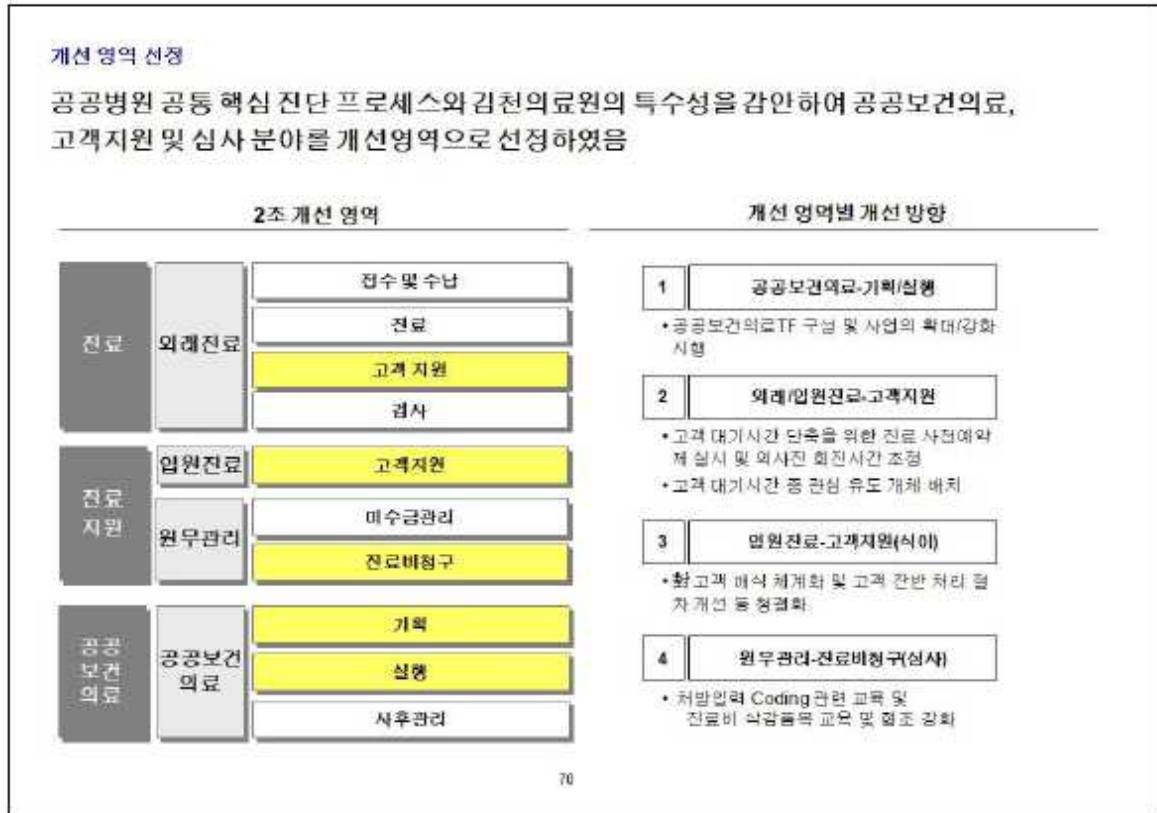 개선 영역 선정
공공병원 공통 핵심 진단 프로세스와 김천의료원의 특수성을 감안하여 공공보건의료,
고객지원 및 심사 분야를 개선영역으로 선정하였음
2조 개선 영역
진료
외래진료
접수 및 수납
진료
고객 지원
검사
진료
지원
입원진료
고객지원
원무관리
미수금관리
진료비청구
공공
보건
의료
공공보건
의료
기획
실행
사후관리
개선 영역별 개선 방향
1 공공보건의료-기획/실행
•공공보건의료TF 구성 및 사업의 확대/강화
시행
2 외래/입원진료-고객지원
•고객 대기시간 단축을 위한 진료 사전예약
제 실시 및 의사진 회진시간 조정
•고객 대기시간 중 관심 유도 개체 배치
3 입원진료-고객지원(식이)
•對고객 배식 체계화 및 고객 잔반 처리 절
차 개선 등 청결화
4 원무관리-진료비청구(심사)
• 처방입력 Coding 관련 교육 및
진료비 삭감품목 교육 및 협조 강화
70